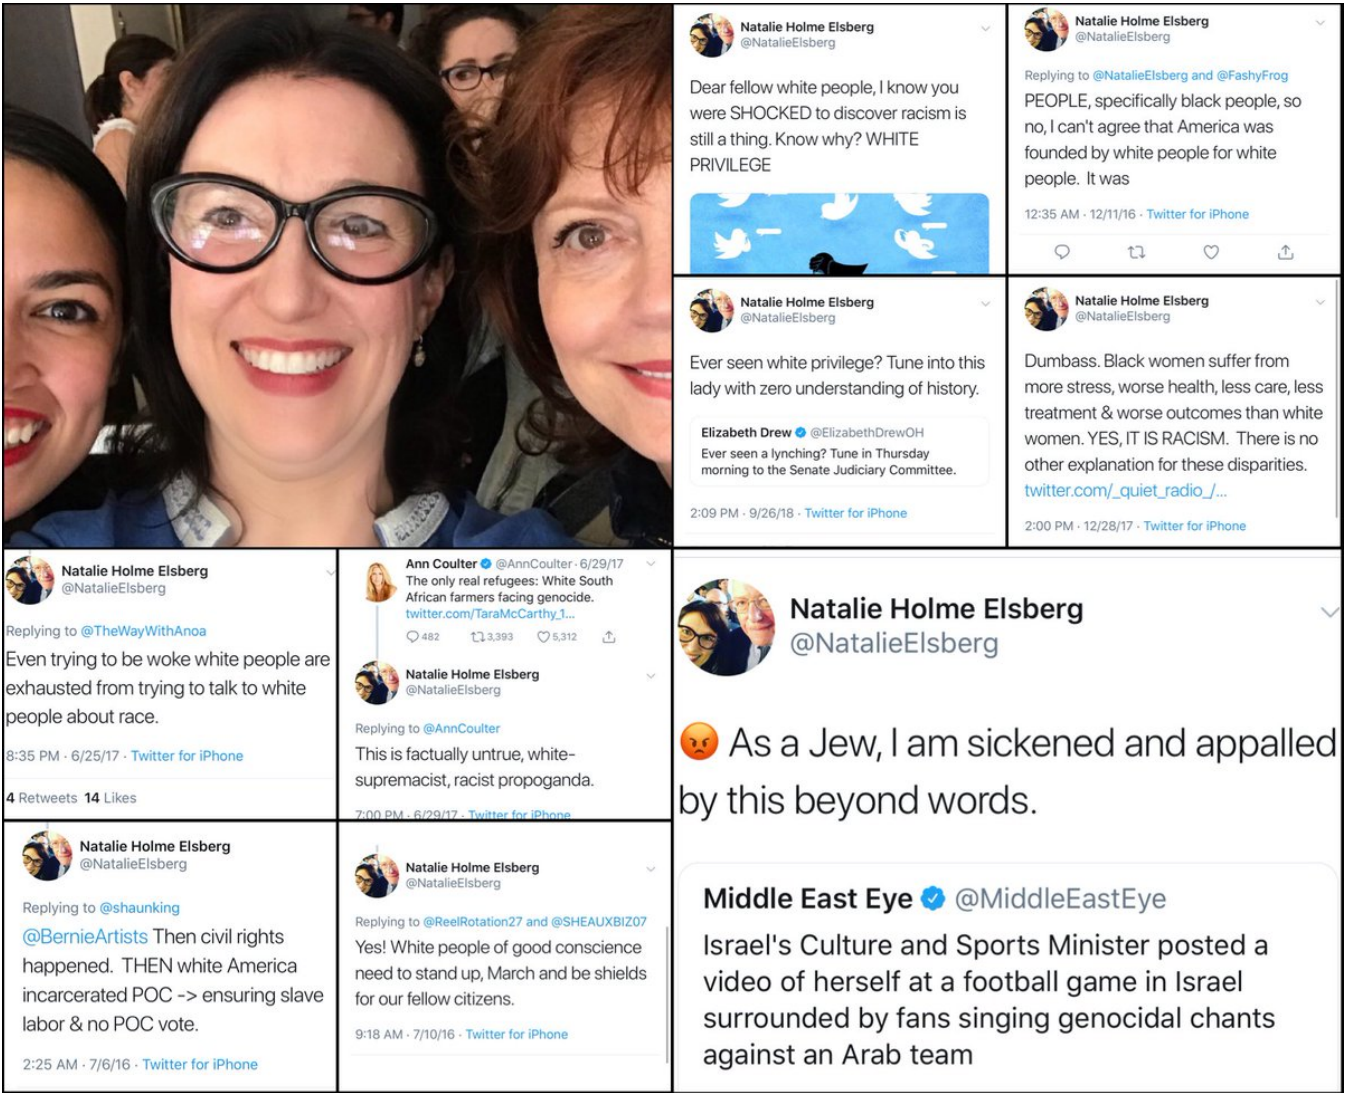 Natalie Holme Elsberg
@NatalieElsberg
Dear fellow white people, I know you
were SHOCKED to discover racism is
still a thing. Know why? WHITE
PRIVILEGE
Natalie Holme Elsberg
@NatalieElsberg
Replying to @NatalieElsberg and @FashyFrog
PEOPLE, specifically black people, so
no, I can't agree that America was
founded by white people for white
people. It was
12:35 AM · 12/11/16 · Twitter for iPhone
Natalie Holme Elsberg
@NatalieElsberg
Ever seen white privilege? Tune into this
lady with zero understanding of history.
Elizabeth Drew @ElizabethDrewOH
Ever seen a lynching? Tune in Thursday
morning to the Senate Judiciary Committee.
2:09 PM · 9/26/18 · Twitter for iPhone
Natalie Holme Elsberg
@NatalieElsberg
Dumbass. Black women suffer from
more stress, worse health, less care, less
treatment & worse outcomes than white
women. YES, IT IS RACISM. There is no
other explanation for these disparities.
twitter.com/_quiet_radio_/...
2:00 PM · 12/28/17 · Twitter for iPhone
Natalie Holme Elsberg
@NatalieElsberg
Replying to @TheWayWithAnoa
Even trying to be woke white people are
exhausted from trying to talk to white
people about race.
8:35 PM · 6/25/17 · Twitter for iPhone
4 Retweets 14 Likes
Ann Coulter @AnnCoulter · 6/29/17
The only real refugees: White South
African farmers facing genocide.
twitter.com/TaraMcCarthy_1...
482 3,393 5,312
Natalie Holme Elsberg
@NatalieElsberg
Replying to @AnnCoulter
This is factually untrue, white-
supremacist, racist propoganda.
7:00 PM · 6/29/17 · Twitter for iPhone
Natalie Holme Elsberg
@NatalieElsberg
Replying to @shaunking
@BernieArtists Then civil rights
happened. THEN white America
incarcerated POC -> ensuring slave
labor & no POC vote.
2:25 AM · 7/6/16 · Twitter for iPhone
Natalie Holme Elsberg
@NatalieElsberg
Replying to @ReelRotation27 and @SHEAUXBIZ07
Yes! White people of good conscience
need to stand up, March and be shields
for our fellow citizens.
9:18 AM · 7/10/16 · Twitter for iPhone
Natalie Holme Elsberg
@NatalieElsberg
😡 As a Jew, I am sickened and appalled
by this beyond words.
Middle East Eye @MiddleEastEye
Israel's Culture and Sports Minister posted a
video of herself at a football game in Israel
surrounded by fans singing genocidal chants
against an Arab team